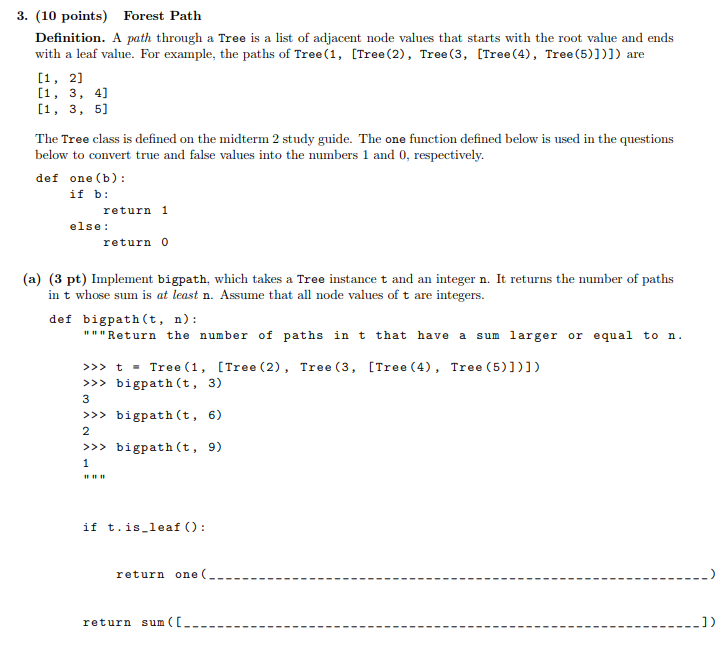 3. (10 points) Forest Path
Definition. A path through a Tree is a list of adjacent node values that starts with the root value and ends
with a leaf value. For example, the paths of Tree(1, [Tree(2), Tree(3, [Tree(4), Tree(5)])]) are
[1, 2]
[1, 3, 4]
[1, 3, 5]
The Tree class is defined on the midterm 2 study guide. The one function defined below is used in the questions
below to convert true and false values into the numbers 1 and 0, respectively.
def one(b):
    if b:
        return 1
    else:
        return 0
(a) (3 pt) Implement bigpath, which takes a Tree instance t and an integer n. It returns the number of paths
in t whose sum is at least n. Assume that all node values of t are integers.
def bigpath(t, n):
    """Return the number of paths in t that have a sum larger or equal to n.
    >>> t = Tree(1, [Tree(2), Tree(3, [Tree(4), Tree(5)])])
    >>> bigpath(t, 3)
    3
    >>> bigpath(t, 6)
    2
    >>> bigpath(t, 9)
    1
    """
    if t.is_leaf():
        return one(______________________________________________________________)
    return sum([________________________________________________________________])